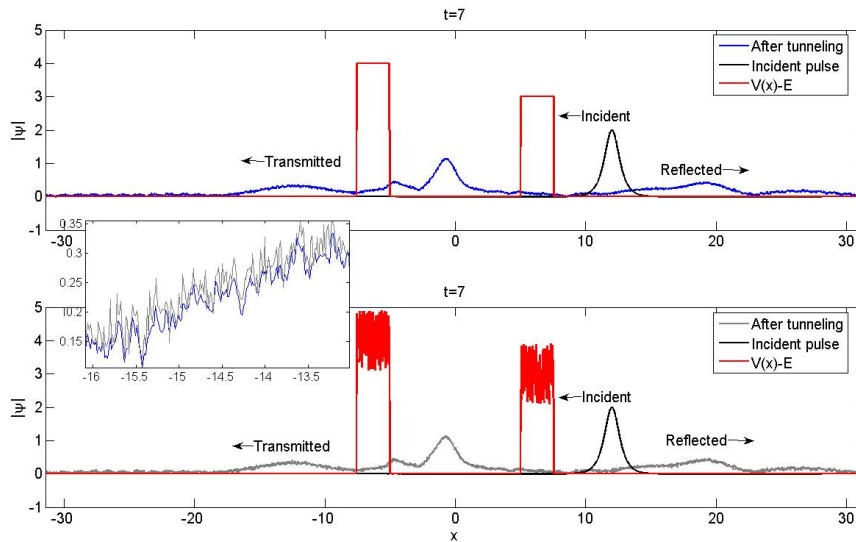 t=7
5
4
3
2
1
0
-1
|ψ|
After tunneling
Incident pulse
V(x)-E
Incident
Transmitted
Reflected
-30
0
10
20
30
0.35
0.3
0.25
0.2
0.15
-16
-15.5
-15
-14.5
-14
-13.5
t=7
5
4
3
2
1
0
-1
|ψ|
After tunneling
Incident pulse
V(x)-E
Incident
Transmitted
Reflected
-30
-20
-10
0
10
20
30
x